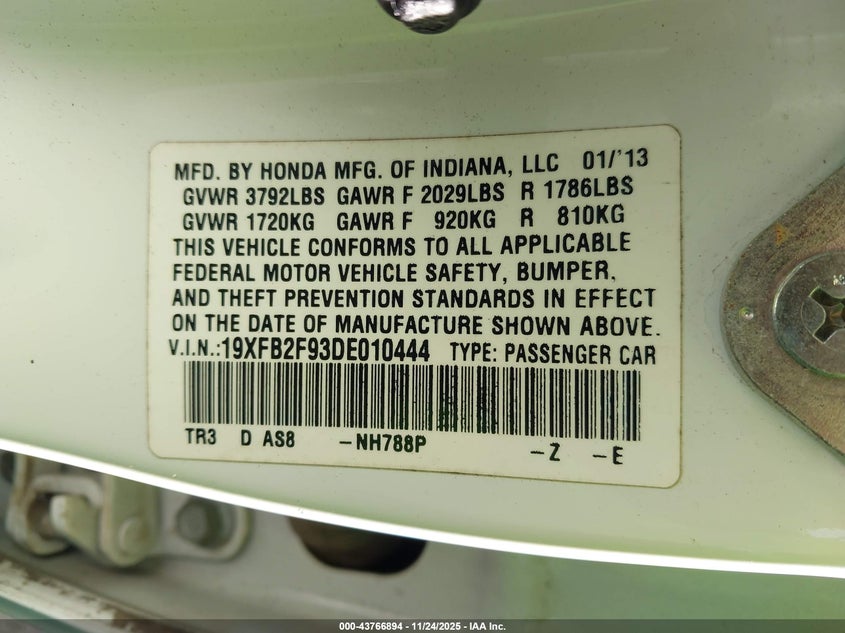 MFD. BY HONDA MFG. OF INDIANA, LLC 01/'13
GVWR 3792LBS GAWR F 2029LBS R 1786LBS
GVWR 1720KG GAWR F 920KG R 810KG
THIS VEHICLE CONFORMS TO ALL APPLICABLE
FEDERAL MOTOR VEHICLE SAFETY, BUMPER,
AND THEFT PREVENTION STANDARDS IN EFFECT
ON THE DATE OF MANUFACTURE SHOWN ABOVE.
V.I.N.:19XFB2F93DE010444 TYPE: PASSENGER CAR
TR3 D AS8 -NH788P -Z -E
000-43766894 - 11/24/2025 - IAA Inc.